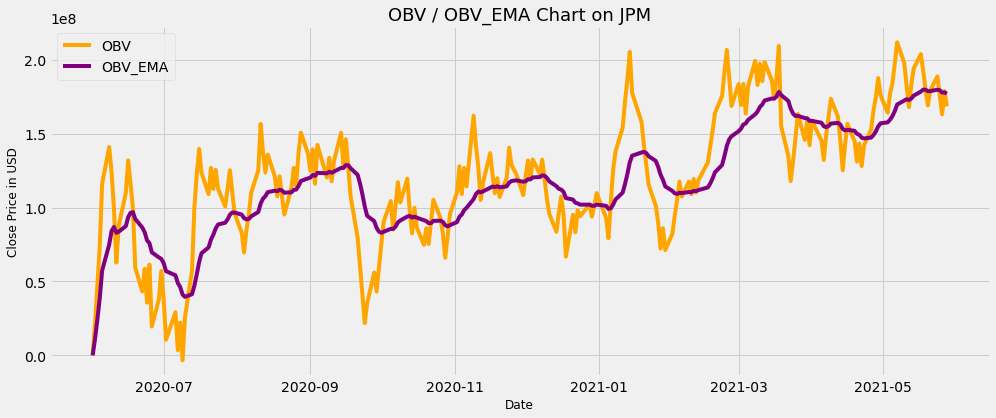 OBV / OBV_EMA Chart on JPM
1e8
OBV
OBV_EMA
2.0
1.5
1.0
0.5
0.0
Close Price in USD
2020-07 2020-09 2020-11 2021-01 2021-03 2021-05
Date